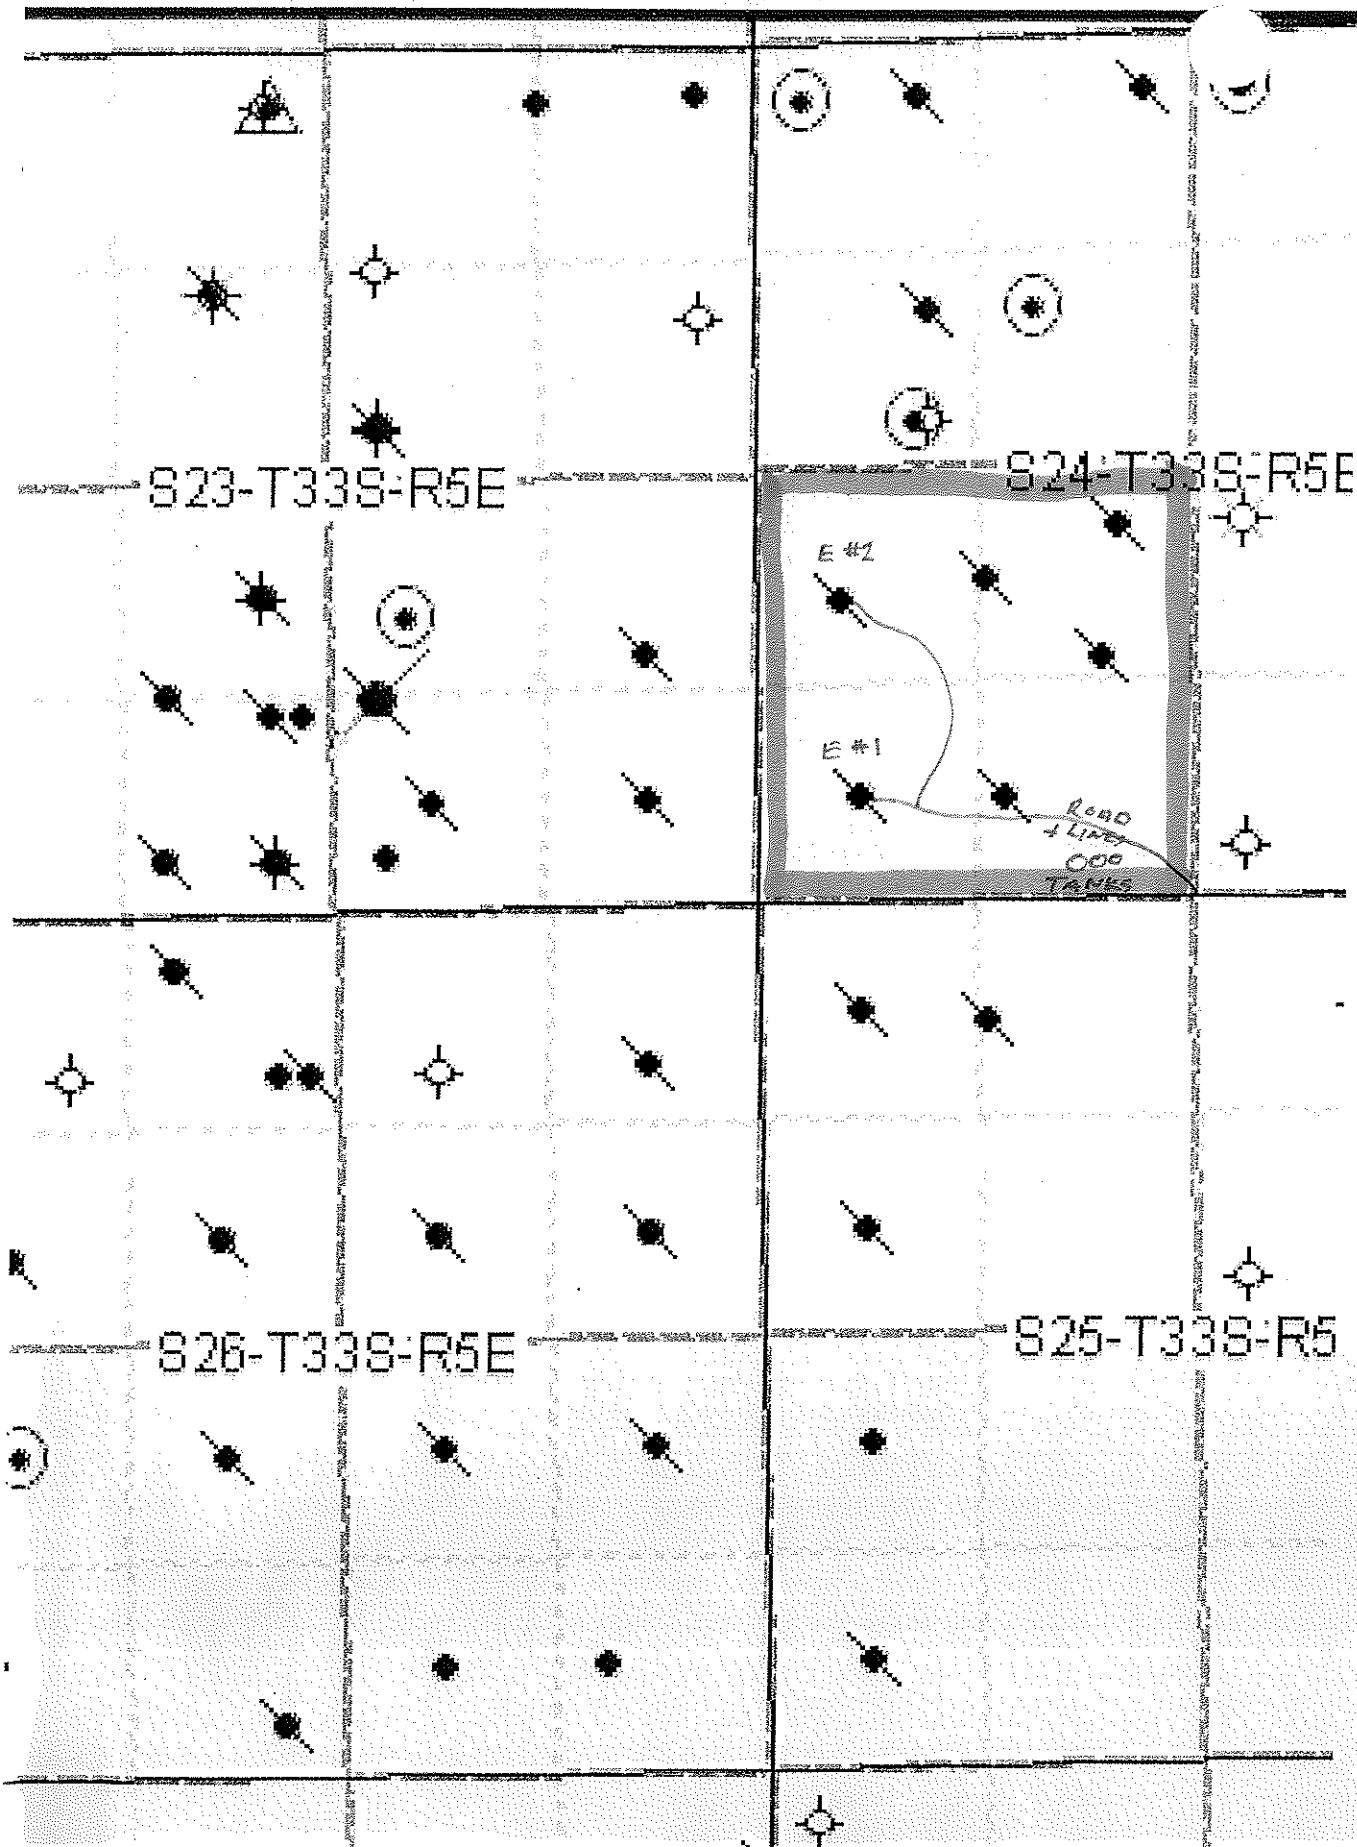 S23-T33S-R5E
S24-T33S-R5E
E #2
E #1
ROAD
+ LINES
TANKS
S26-T33S-R5E
S25-T33S-R5